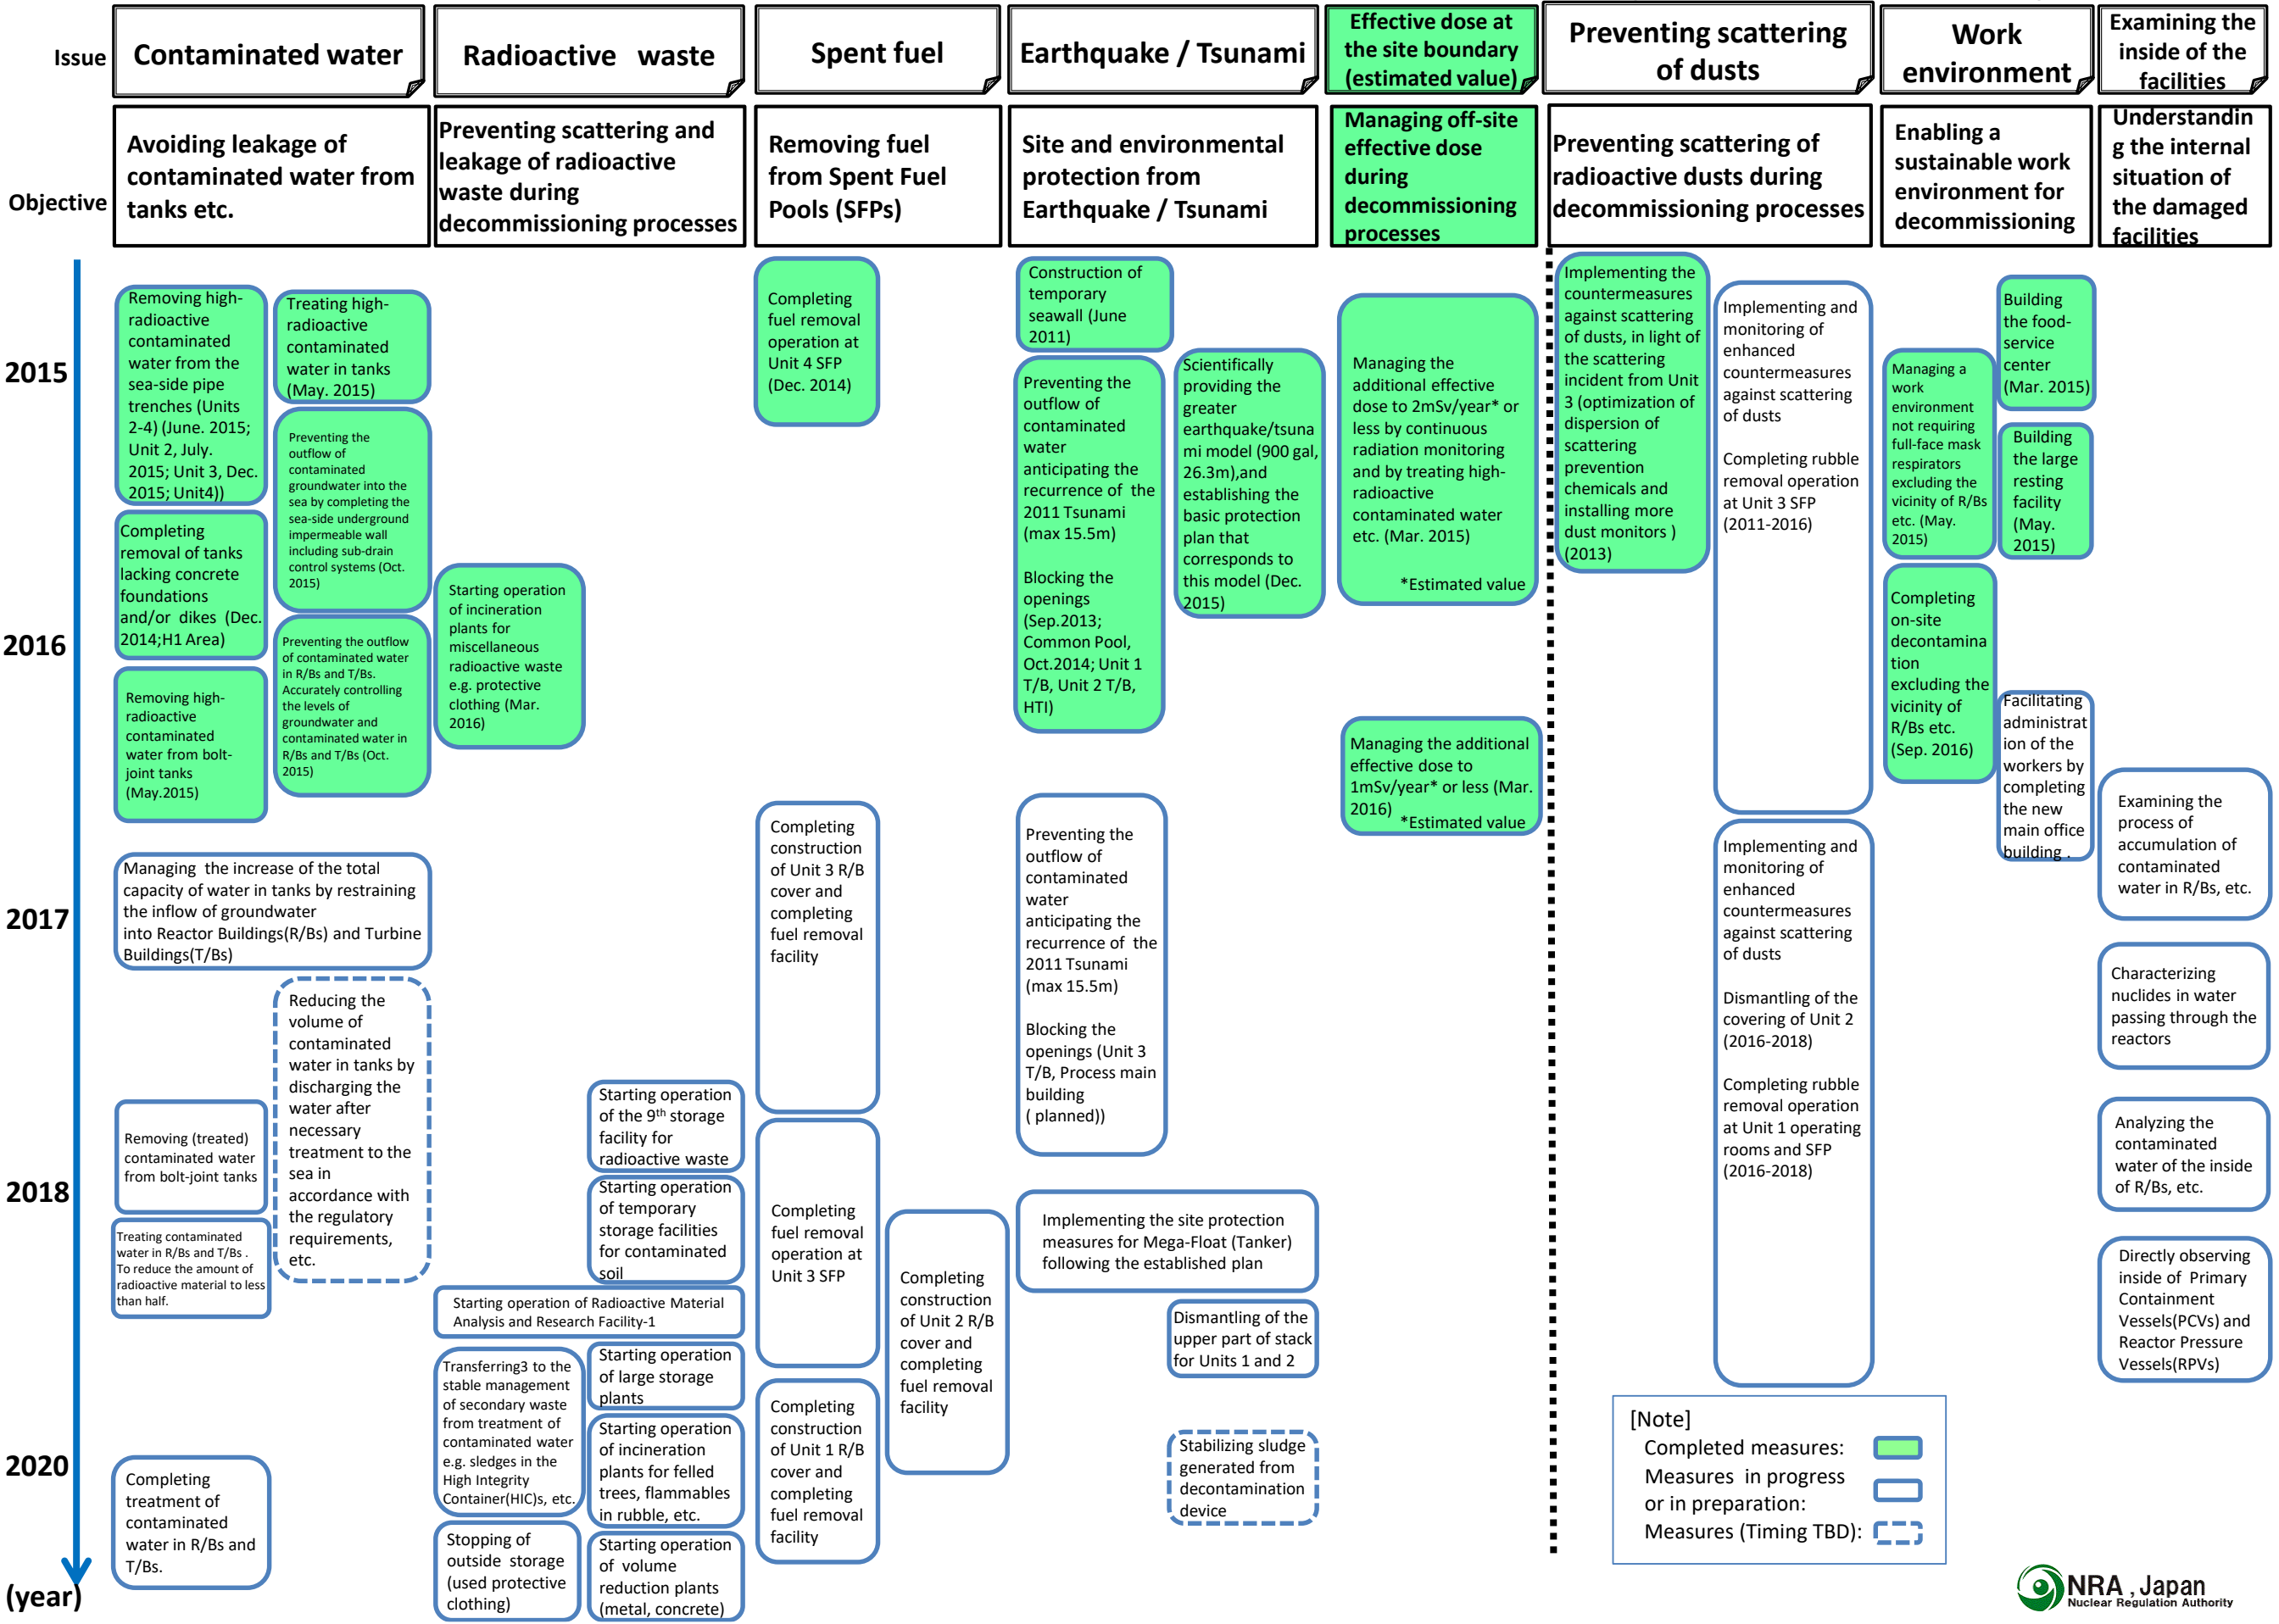 Issue
Contaminated water
Radioactive waste
Spent fuel
Earthquake / Tsunami
Effective dose at
the site boundary
(estimated value)
Preventing scattering
of dusts
Work
environment
Examining the
inside of the
facilities
Objective
Avoiding leakage of
contaminated water from
tanks etc.
Preventing scattering and
leakage of radioactive
waste during
decommissioning processes
Removing fuel
from Spent Fuel
Pools (SFPs)
Site and environmental
protection from
Earthquake / Tsunami
Managing off-site
effective dose
during
decommissioning
processes
Preventing scattering of
radioactive dusts during
decommissioning processes
Enabling a
sustainable work
environment for
decommissioning
Understandin
g the internal
situation of
the damaged
facilities
2015
2016
2017
2018
2020
(year)
Removing high-
radioactive
contaminated
water from the
sea-side pipe
trenches (Units
2-4) (June. 2015;
Unit 2, July.
2015; Unit 3, Dec.
2015; Unit4))
Treating high-
radioactive
contaminated
water in tanks
(May. 2015)
Preventing the
outflow of
contaminated
groundwater into the
sea by completing the
sea-side underground
impermeable wall
including sub-drain
control systems (Oct.
2015)
Completing
removal of tanks
lacking concrete
foundations
and/or dikes (Dec.
2014;H1 Area)
Preventing the outflow
of contaminated water
in R/Bs and T/Bs.
Accurately controlling
the levels of
groundwater and
contaminated water in
R/Bs and T/Bs (Oct.
2015)
Removing high-
radioactive
contaminated
water from bolt-
joint tanks
(May.2015)
Managing the increase of the total
capacity of water in tanks by restraining
the inflow of groundwater
into Reactor Buildings(R/Bs) and Turbine
Buildings(T/Bs)
Reducing the
volume of
contaminated
water in tanks by
discharging the
water after
necessary
treatment to the
sea in
accordance with
the regulatory
requirements,
etc.
Removing (treated)
contaminated water
from bolt-joint tanks
Treating contaminated
water in R/Bs and T/Bs .
To reduce the amount of
radioactive material to less
than half.
Completing
treatment of
contaminated
water in R/Bs and
T/Bs.
Starting operation
of incineration
plants for
miscellaneous
radioactive waste
e.g. protective
clothing (Mar.
2016)
Starting operation
of the 9th storage
facility for
radioactive waste
Starting operation
of temporary
storage facilities
for contaminated
soil
Starting operation of Radioactive Material
Analysis and Research Facility-1
Transferring3 to the
stable management
of secondary waste
from treatment of
contaminated water
e.g. sledges in the
High Integrity
Container(HIC)s, etc.
Starting operation
of large storage
plants
Starting operation
of incineration
plants for felled
trees, flammables
in rubble, etc.
Stopping of
outside storage
(used protective
clothing)
Starting operation
of volume
reduction plants
(metal, concrete)
Completing
fuel removal
operation at
Unit 4 SFP
(Dec. 2014)
Completing
construction
of Unit 3 R/B
cover and
completing
fuel removal
facility
Completing
fuel removal
operation at
Unit 3 SFP
Completing
construction
of Unit 2 R/B
cover and
completing
fuel removal
facility
Completing
construction
of Unit 1 R/B
cover and
completing
fuel removal
facility
Construction of
temporary
seawall (June
2011)
Preventing the
outflow of
contaminated
water
anticipating the
recurrence of the
2011 Tsunami
(max 15.5m)
Blocking the
openings
(Sep.2013;
Common Pool,
Oct.2014; Unit 1
T/B, Unit 2 T/B,
HTI)
Scientifically
providing the
greater
earthquake/tsuna
mi model (900 gal,
26.3m),and
establishing the
basic protection
plan that
corresponds to
this model (Dec.
2015)
Preventing the
outflow of
contaminated
water
anticipating the
recurrence of the
2011 Tsunami
(max 15.5m)
Blocking the
openings (Unit 3
T/B, Process main
building
( planned))
Implementing the site protection
measures for Mega-Float (Tanker)
following the established plan
Dismantling of the
upper part of stack
for Units 1 and 2
Stabilizing sludge
generated from
decontamination
device
Managing the
additional effective
dose to 2mSv/year* or
less by continuous
radiation monitoring
and by treating high-
radioactive
contaminated water
etc. (Mar. 2015)
*Estimated value
Managing the additional
effective dose to
1mSv/year* or less (Mar.
2016)
*Estimated value
Implementing the
countermeasures
against scattering
of dusts, in light of
the scattering
incident from Unit
3 (optimization of
dispersion of
scattering
prevention
chemicals and
installing more
dust monitors )
(2013)
Implementing and
monitoring of
enhanced
countermeasures
against scattering
of dusts
Completing rubble
removal operation
at Unit 3 SFP
(2011-2016)
Implementing and
monitoring of
enhanced
countermeasures
against scattering
of dusts
Dismantling of the
covering of Unit 2
(2016-2018)
Completing rubble
removal operation
at Unit 1 operating
rooms and SFP
(2016-2018)
Building
the food-
service
center
(Mar. 2015)
Managing a
work
environment
not requiring
full-face mask
respirators
excluding the
vicinity of R/Bs
etc. (May.
2015)
Building
the large
resting
facility
(May.
2015)
Completing
on-site
decontamina
tion
excluding the
vicinity of
R/Bs etc.
(Sep. 2016)
Facilitating
administrat
ion of the
workers by
completing
the new
main office
building .
Examining the
process of
accumulation of
contaminated
water in R/Bs, etc.
Characterizing
nuclides in water
passing through the
reactors
Analyzing the
contaminated
water of the inside
of R/Bs, etc.
Directly observing
inside of Primary
Containment
Vessels(PCVs) and
Reactor Pressure
Vessels(RPVs)
[Note]
Completed measures:
Measures in progress
or in preparation:
Measures (Timing TBD):
NRA , Japan
Nuclear Regulation Authority